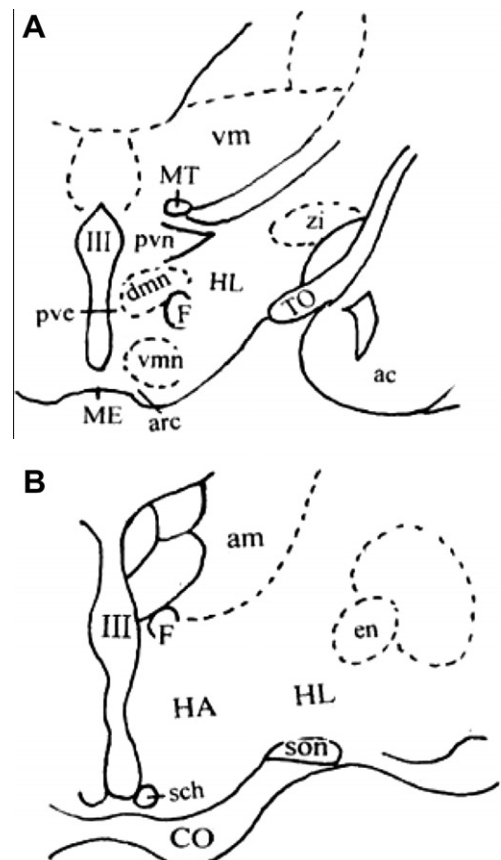 A
vm
MT
zi
III
pvn
dmn
HL
TO
pve
F
vmn
ac
ME
arc
B
am
III
F
en
HA
HL
son
sch
CO